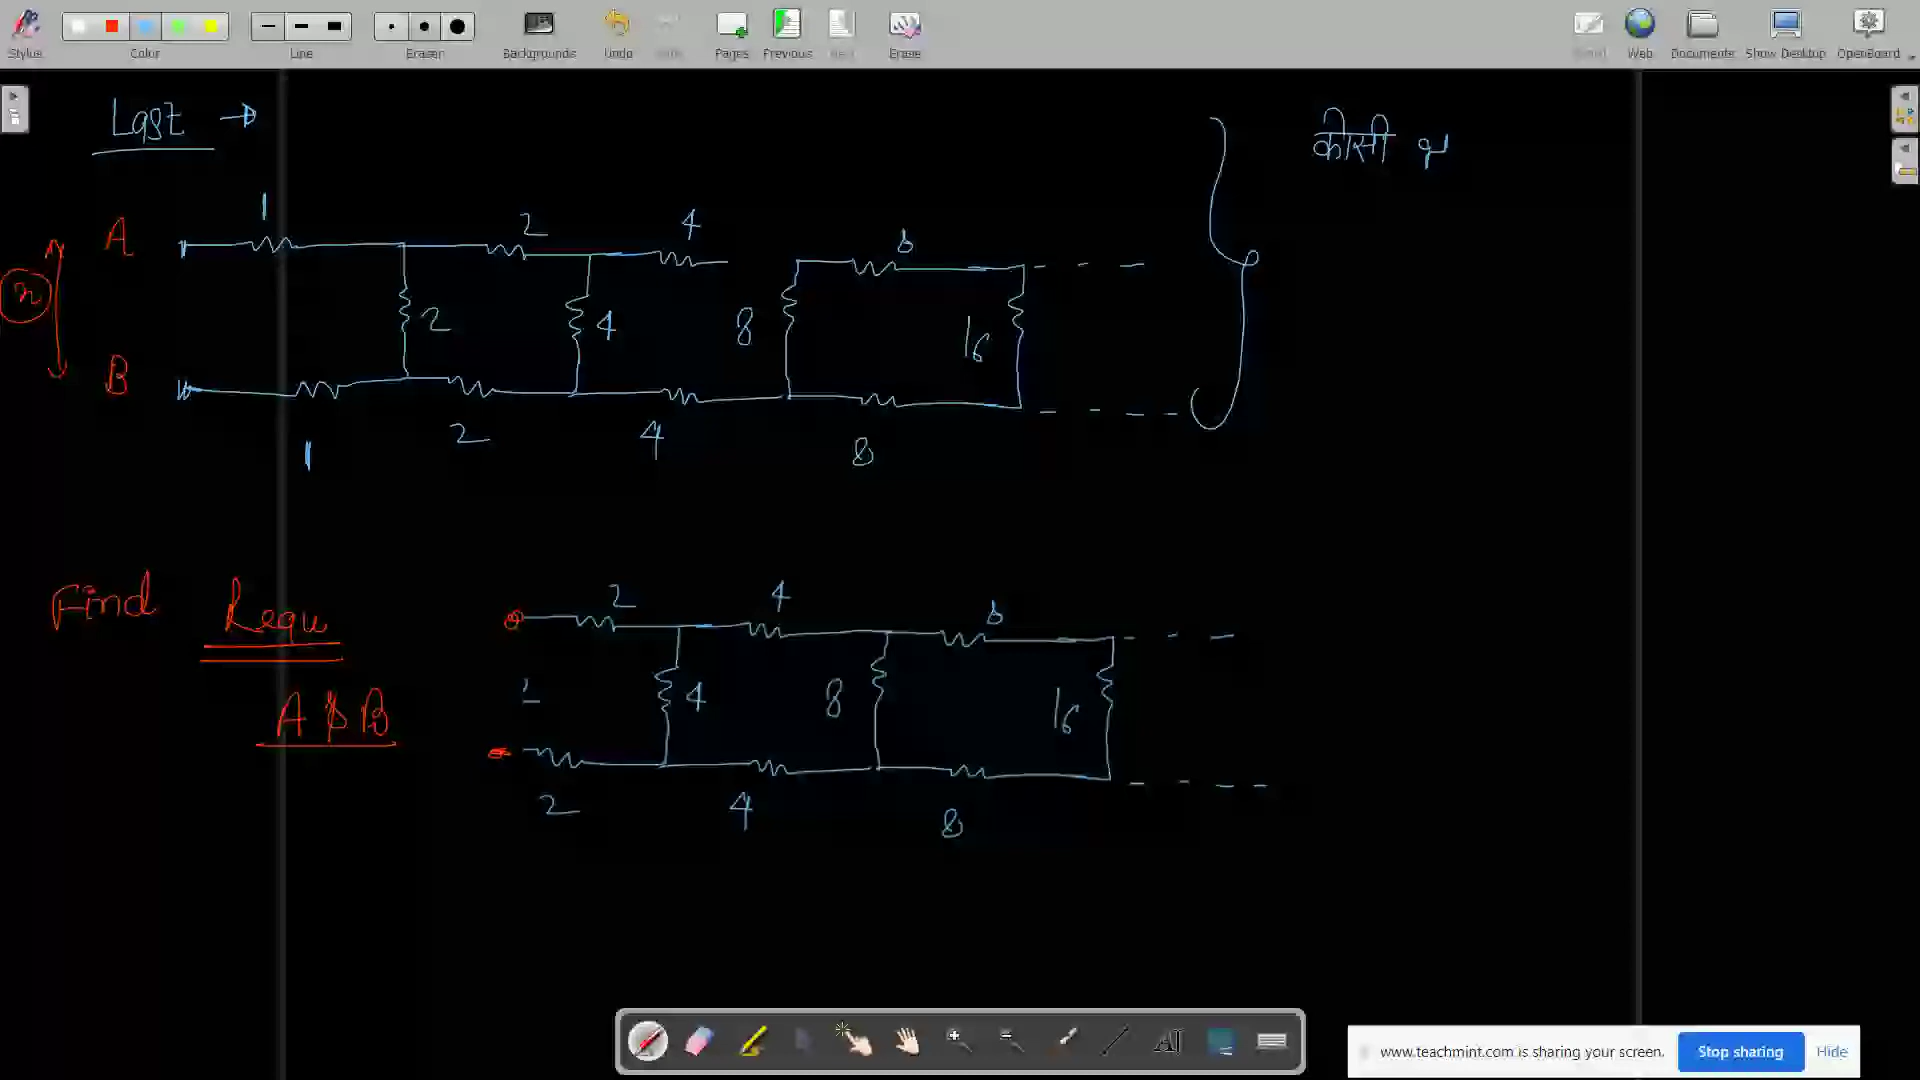 Stylus
Color
Line
Eraser
Backgrounds
Undo
Pages
Previous
Erase
Web
Documents
Show Desktop
OpenBoard
Last →
1
2
4
8
A
2
4
8
16
B
1
2
4
8
Find Requ
A & B
2
4
8
4
8
16
2
4
8
www.teachmint.com is sharing your screen.
Stop sharing
Hide